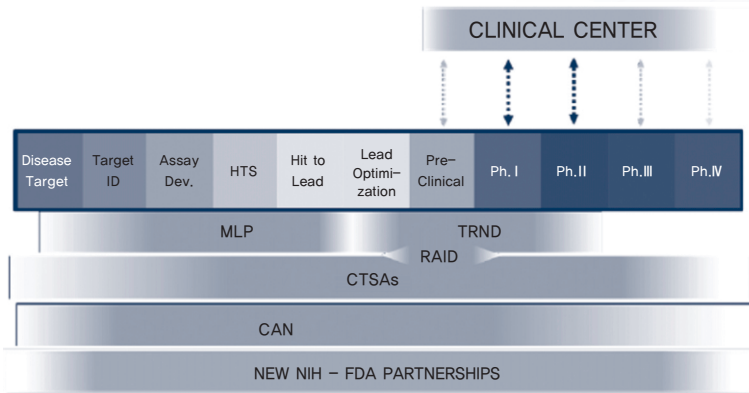 CLINICAL CENTER
Disease
Target
Target
ID
Assay
Dev.
HTS
Hit to
Lead
Lead
Optimi-
zation
Pre-
Clinical
Ph.Ⅰ
Ph.Ⅱ
Ph.Ⅲ
Ph.Ⅳ
MLP
TRND
RAID
CTSAs
CAN
NEW NIH - FDA PARTNERSHIPS